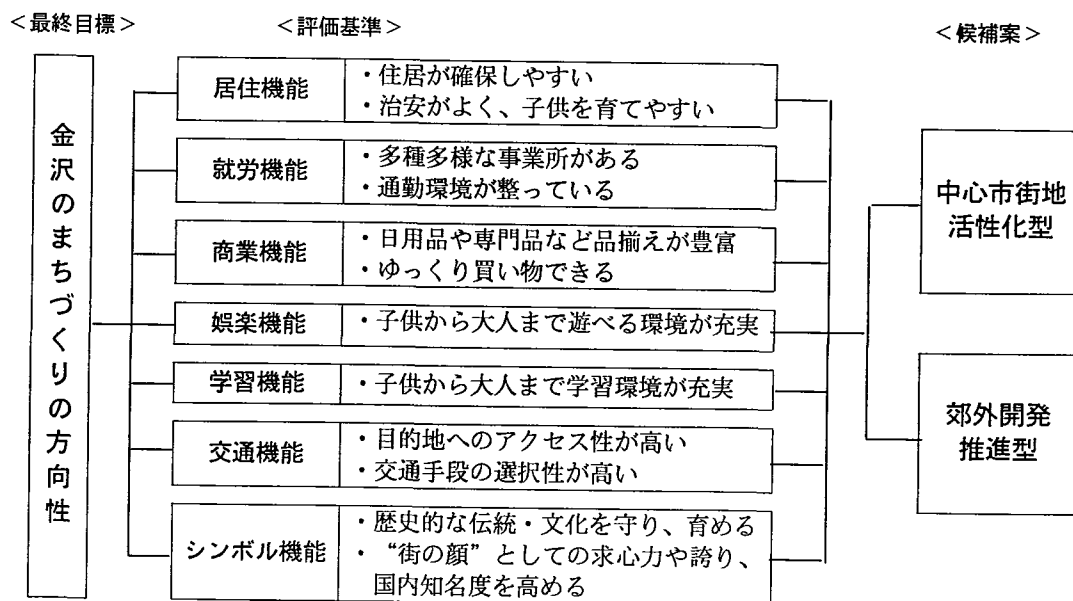 ＜最終目標＞
＜評価基準＞
＜候補案＞
金沢のまちづくりの方向性
居住機能
・住居が確保しやすい
・治安がよく、子供を育てやすい
就労機能
・多種多様な事業所がある
・通勤環境が整っている
商業機能
・日用品や専門品など品揃えが豊富
・ゆっくり買い物できる
娯楽機能
・子供から大人まで遊べる環境が充実
学習機能
・子供から大人まで学習環境が充実
交通機能
・目的地へのアクセス性が高い
・交通手段の選択性が高い
シンボル機能
・歴史的な伝統・文化を守り、育める
・“街の顔”としての求心力や誇り、
国内知名度を高める
中心市街地
活性化型
郊外開発
推進型